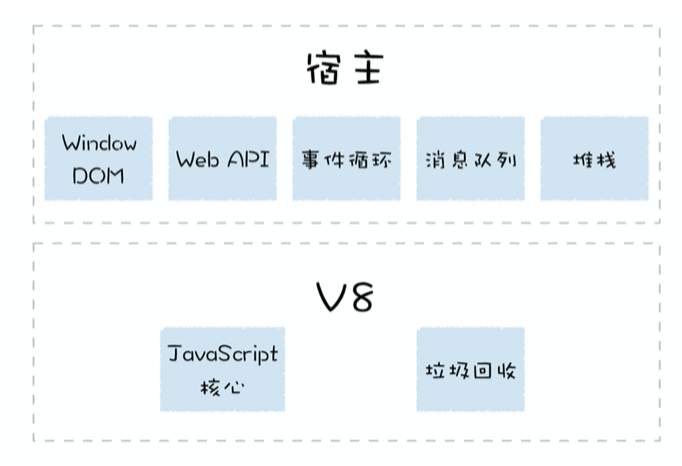 宿主
Window
DOM
Web API
事件循环
消息队列
堆栈
V8
JavaScript
核心
垃圾回收